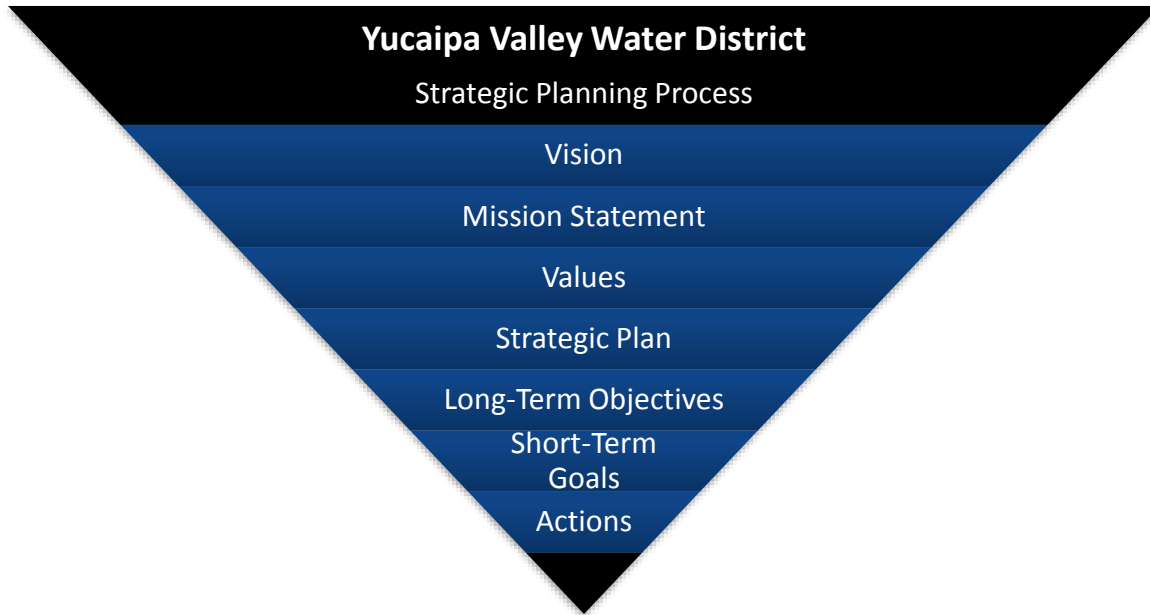 Yucaipa Valley Water District
Strategic Planning Process
Vision
Mission Statement
Values
Strategic Plan
Long-Term Objectives
Short-Term
Goals
Actions